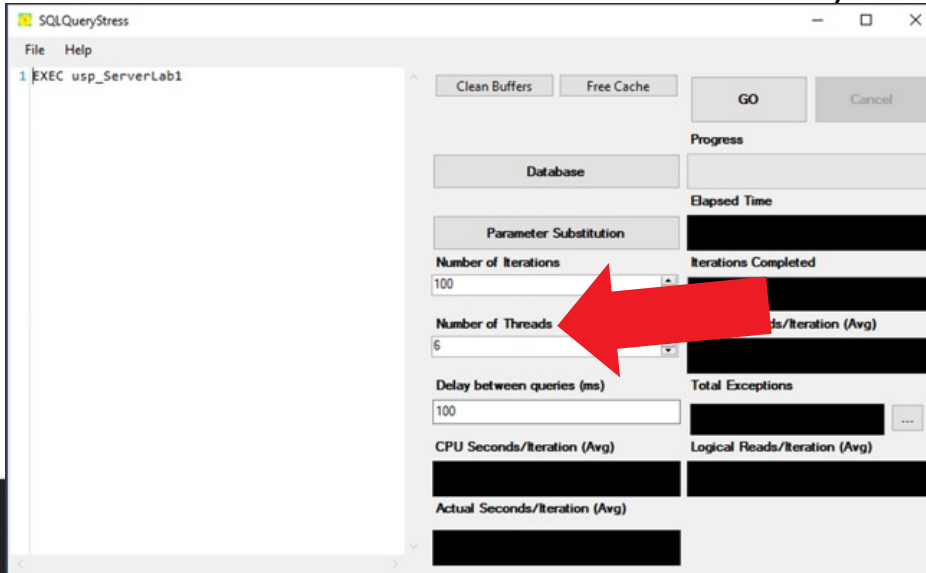 SQLQueryStress
File Help
1 EXEC usp_ServerLab1
Clean Buffers Free Cache
GO Cancel
Progress
Database
Elapsed Time
Parameter Substitution
Number of Iterations
Iterations Completed
100
Number of Threads
ds/Iteration (Avg)
6
Delay between queries (ms)
Total Exceptions
100
...
CPU Seconds/Iteration (Avg)
Logical Reads/Iteration (Avg)
Actual Seconds/Iteration (Avg)